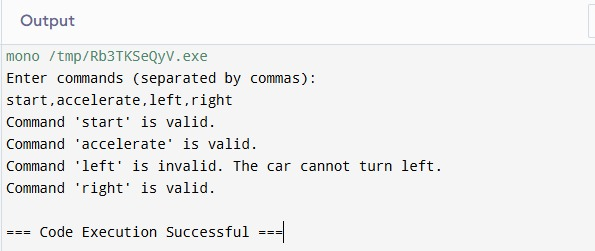 Output
mono /tmp/Rb3TKSeQyV.exe
Enter commands (separated by commas):
start,accelerate,left,right
Command 'start' is valid.
Command 'accelerate' is valid.
Command 'left' is invalid. The car cannot turn left.
Command 'right' is valid.
=== Code Execution Successful ===